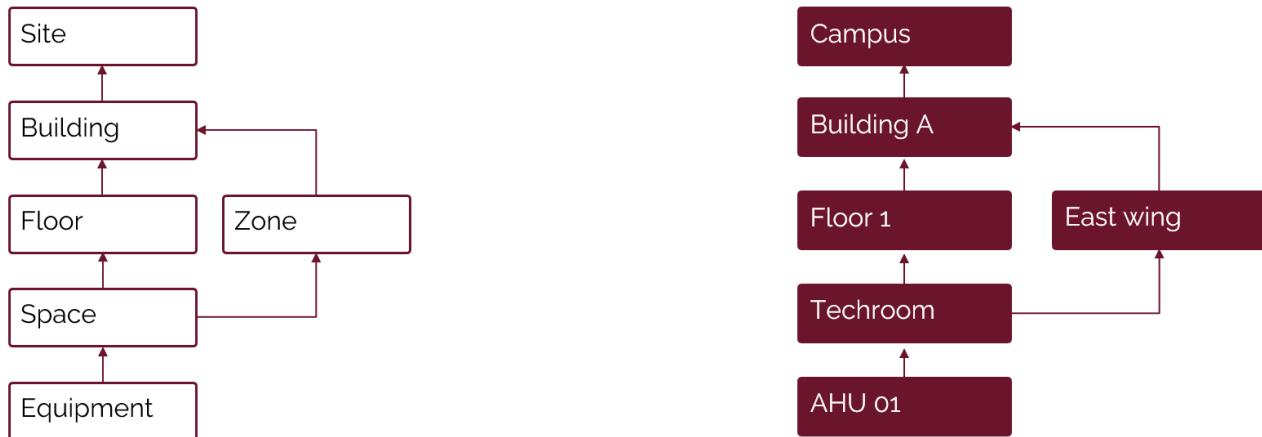 Site
Building
Floor
Zone
Space
Equipment
Campus
Building A
Floor 1
East wing
Techroom
AHU 01